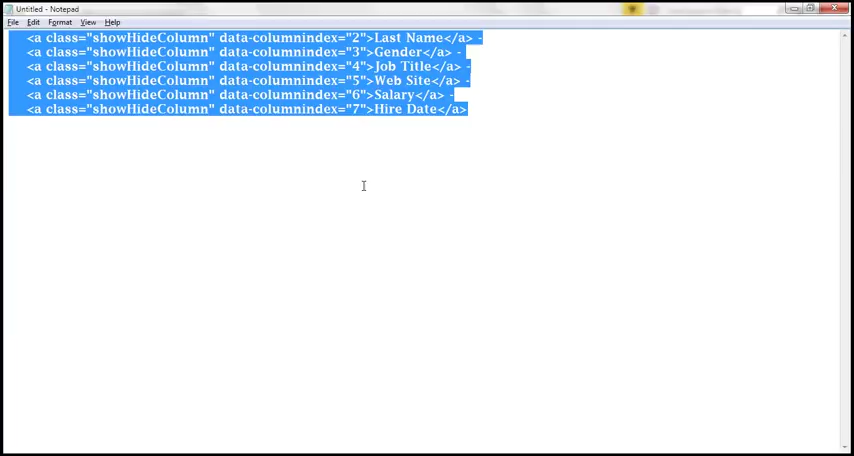 Untitled - Notepad
File Edit Format View Help
<a class="showHideColumn" data-columnindex="2">Last Name</a> -
<a class="showHideColumn" data-columnindex="3">Gender</a> -
<a class="showHideColumn" data-columnindex="4">Job Title</a> -
<a class="showHideColumn" data-columnindex="5">Web Site</a> -
<a class="showHideColumn" data-columnindex="6">Salary</a> -
<a class="showHideColumn" data-columnindex="7">Hire Date</a>